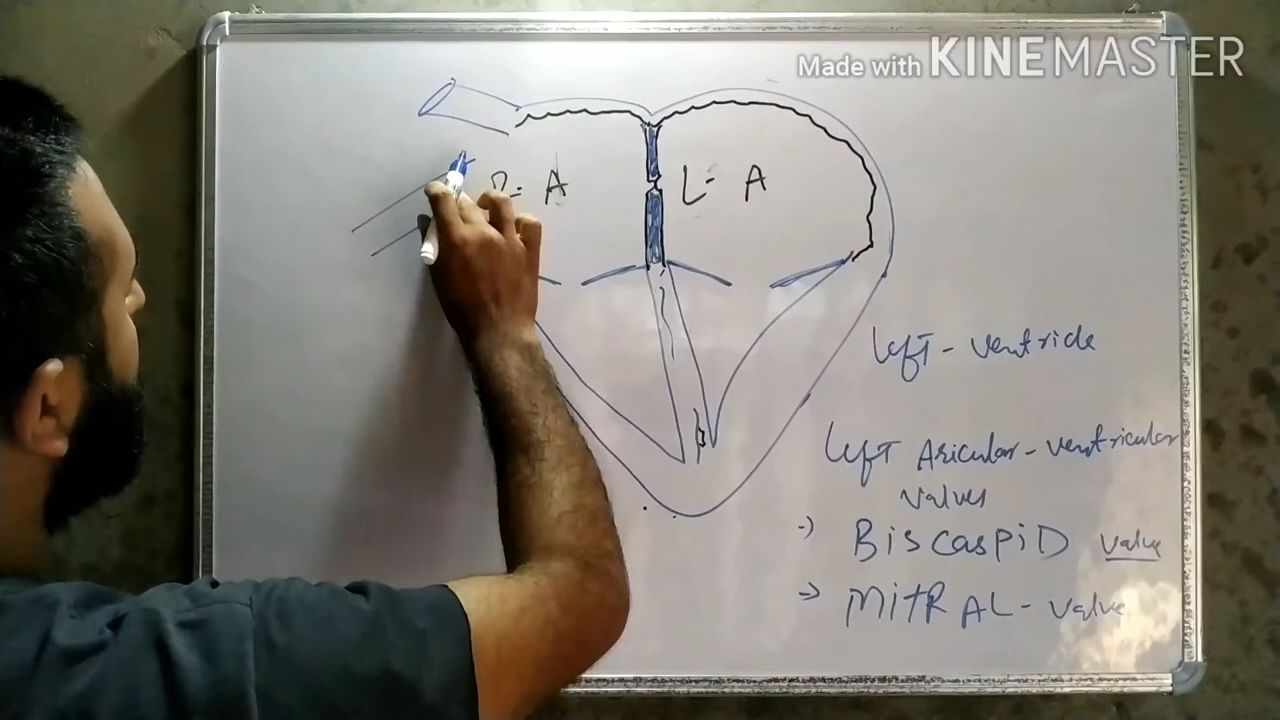 Made with KINEMASTER
R- A
L- A
Left - ventricle
Left Aricular - ventricular
valves
-) BiscaspiD valve
-> MitRAL - valve